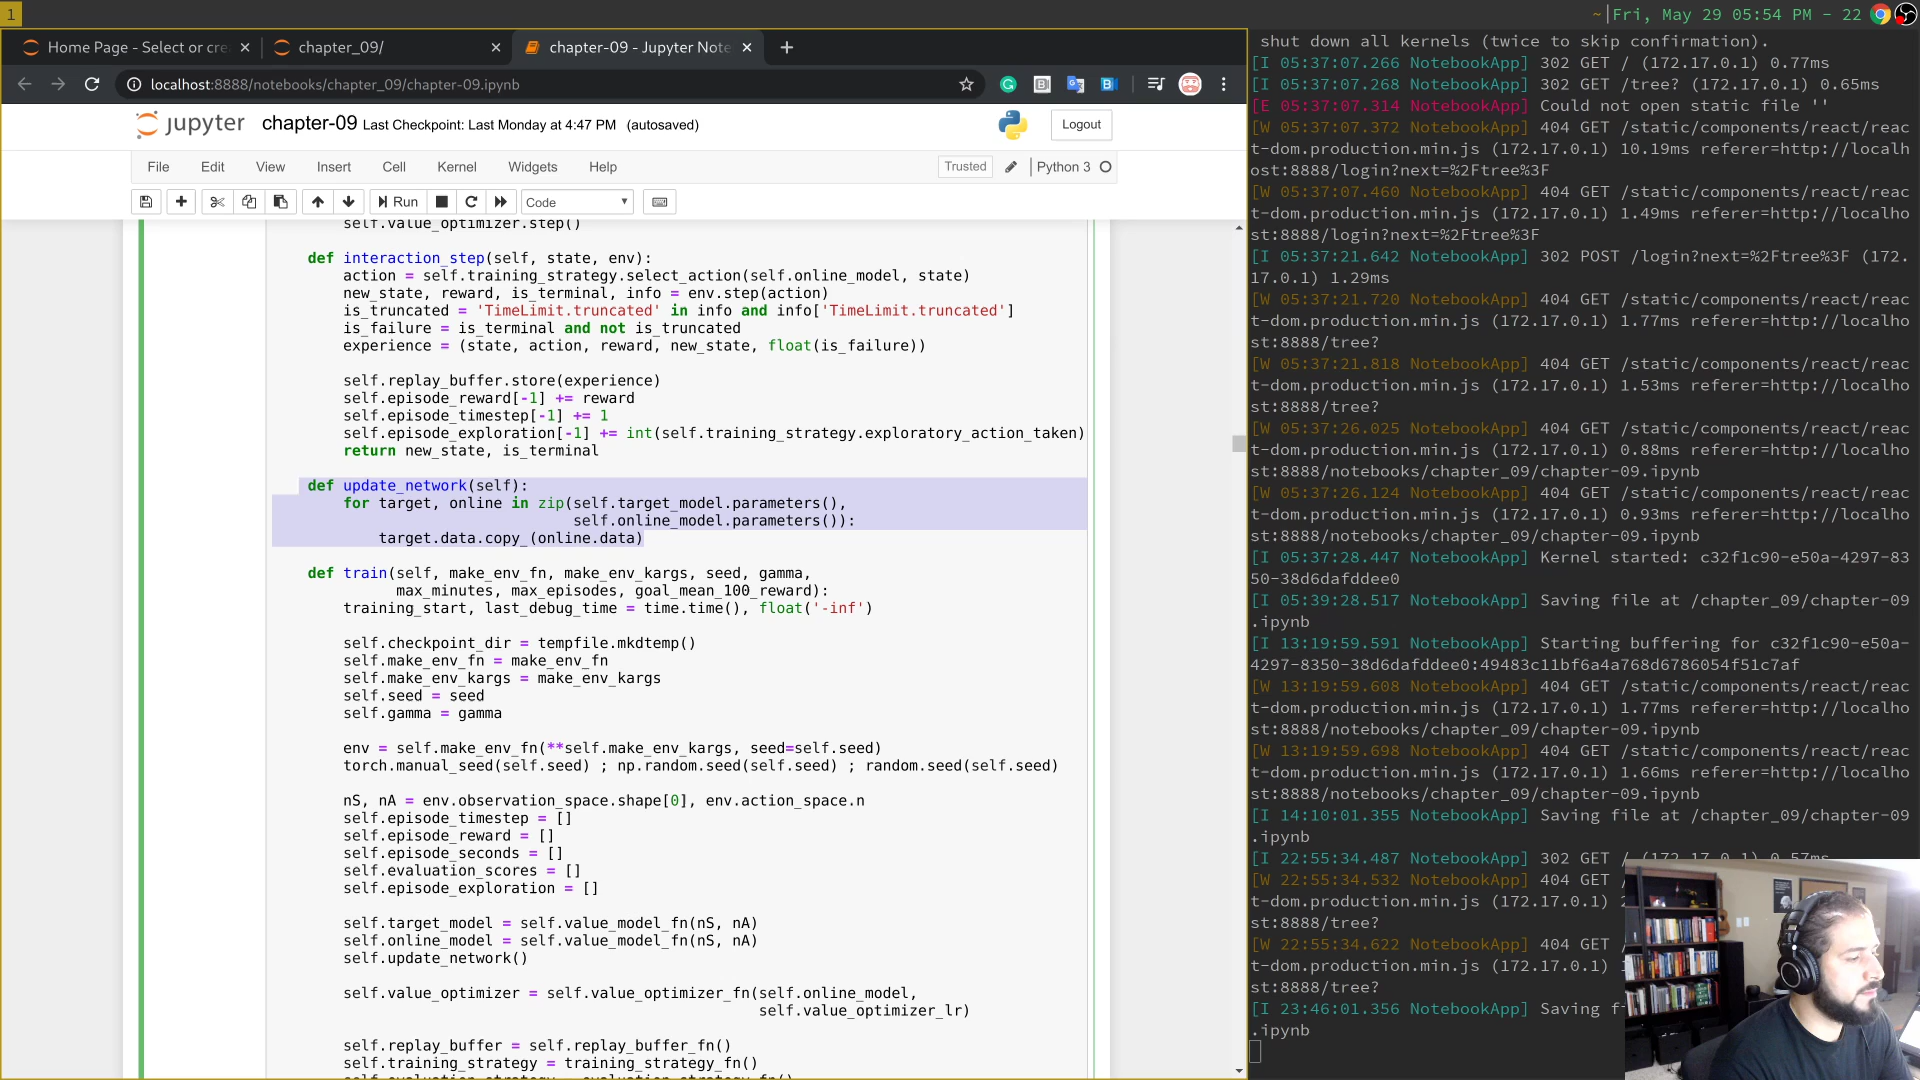 1
~ |Fri, May 29 05:54 PM - 22
Home Page - Select or cre
chapter_09/
chapter-09 - Jupyter Note
localhost:8888/notebooks/chapter_09/chapter-09.ipynb
jupyter chapter-09 Last Checkpoint: Last Monday at 4:47 PM (autosaved)
Logout
File Edit View Insert Cell Kernel Widgets Help
Trusted
Python 3
Run
Code
self.value_optimizer.step()
def interaction_step(self, state, env):
action = self.training_strategy.select_action(self.online_model, state)
new_state, reward, is_terminal, info = env.step(action)
is_truncated = 'TimeLimit.truncated' in info and info['TimeLimit.truncated']
is_failure = is_terminal and not is_truncated
experience = (state, action, reward, new_state, float(is_failure))
self.replay_buffer.store(experience)
self.episode_reward[-1] += reward
self.episode_timestep[-1] += 1
self.episode_exploration[-1] += int(self.training_strategy.exploratory_action_taken)
return new_state, is_terminal
def update_network(self):
for target, online in zip(self.target_model.parameters(),
self.online_model.parameters()):
target.data.copy_(online.data)
def train(self, make_env_fn, make_env_kargs, seed, gamma,
max_minutes, max_episodes, goal_mean_100_reward):
training_start, last_debug_time = time.time(), float('-inf')
self.checkpoint_dir = tempfile.mkdtemp()
self.make_env_fn = make_env_fn
self.make_env_kargs = make_env_kargs
self.seed = seed
self.gamma = gamma
env = self.make_env_fn(**self.make_env_kargs, seed=self.seed)
torch.manual_seed(self.seed) ; np.random.seed(self.seed) ; random.seed(self.seed)
nS, nA = env.observation_space.shape[0], env.action_space.n
self.episode_timestep = []
self.episode_reward = []
self.episode_seconds = []
self.evaluation_scores = []
self.episode_exploration = []
self.target_model = self.value_model_fn(nS, nA)
self.online_model = self.value_model_fn(nS, nA)
self.update_network()
self.value_optimizer = self.value_optimizer_fn(self.online_model,
self.value_optimizer_lr)
self.replay_buffer = self.replay_buffer_fn()
self.training_strategy = training_strategy_fn()
shut down all kernels (twice to skip confirmation).
[I 05:37:07.266 NotebookApp] 302 GET / (172.17.0.1) 0.77ms
[I 05:37:07.268 NotebookApp] 302 GET /tree? (172.17.0.1) 0.65ms
[E 05:37:07.314 NotebookApp] Could not open static file ''
[W 05:37:07.372 NotebookApp] 404 GET /static/components/react/reac
t-dom.production.min.js (172.17.0.1) 10.19ms referer=http://localh
ost:8888/login?next=%2Ftree%3F
[W 05:37:07.460 NotebookApp] 404 GET /static/components/react/reac
t-dom.production.min.js (172.17.0.1) 1.49ms referer=http://localho
st:8888/login?next=%2Ftree%3F
[I 05:37:21.642 NotebookApp] 302 POST /login?next=%2Ftree%3F (172.
17.0.1) 1.29ms
[W 05:37:21.720 NotebookApp] 404 GET /static/components/react/reac
t-dom.production.min.js (172.17.0.1) 1.77ms referer=http://localho
st:8888/tree?
[W 05:37:21.818 NotebookApp] 404 GET /static/components/react/reac
t-dom.production.min.js (172.17.0.1) 1.53ms referer=http://localho
st:8888/tree?
[W 05:37:26.025 NotebookApp] 404 GET /static/components/react/reac
t-dom.production.min.js (172.17.0.1) 0.88ms referer=http://localho
st:8888/notebooks/chapter_09/chapter-09.ipynb
[W 05:37:26.124 NotebookApp] 404 GET /static/components/react/reac
t-dom.production.min.js (172.17.0.1) 0.93ms referer=http://localho
st:8888/notebooks/chapter_09/chapter-09.ipynb
[I 05:37:28.447 NotebookApp] Kernel started: c32f1c90-e50a-4297-83
50-38d6dafddee0
[I 05:39:28.517 NotebookApp] Saving file at /chapter_09/chapter-09
.ipynb
[I 13:19:59.591 NotebookApp] Starting buffering for c32f1c90-e50a-
4297-8350-38d6dafddee0:49483c11bf6a4a768d6786054f51c7af
[W 13:19:59.608 NotebookApp] 404 GET /static/components/react/reac
t-dom.production.min.js (172.17.0.1) 1.77ms referer=http://localho
st:8888/notebooks/chapter_09/chapter-09.ipynb
[W 13:19:59.698 NotebookApp] 404 GET /static/components/react/reac
t-dom.production.min.js (172.17.0.1) 1.66ms referer=http://localho
st:8888/notebooks/chapter_09/chapter-09.ipynb
[I 14:10:01.355 NotebookApp] Saving file at /chapter_09/chapter-09
.ipynb
[I 22:55:34.487 NotebookApp] 302 GET / (172.17.0.1) 0.57ms
[W 22:55:34.532 NotebookApp] 404 GET /
t-dom.production.min.js (172.17.0.1)
st:8888/tree?
[W 22:55:34.622 NotebookApp] 404 GET /
t-dom.production.min.js (172.17.0.1)
st:8888/tree?
[I 23:46:01.356 NotebookApp] Saving f
.ipynb